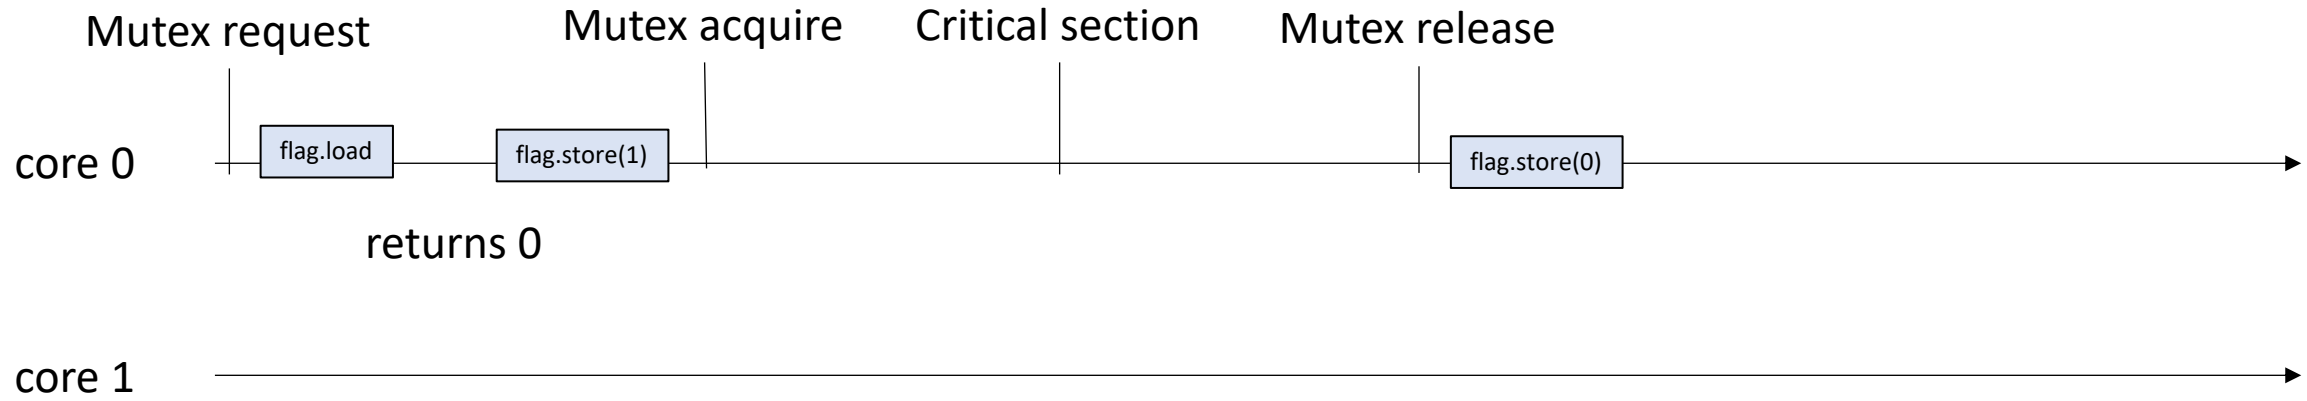 Mutex request
Mutex acquire
Critical section
Mutex release
core 0
flag.load
flag.store(1)
flag.store(0)
returns 0
core 1